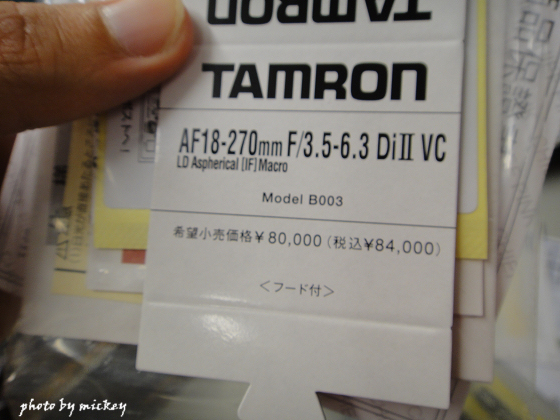 TAMRON
TAMRON
AF18-270mm F/3.5-6.3 DiⅡ VC
LD Aspherical [IF] Macro
Model B003
希望小売価格￥80,000（税込￥84,000）
＜フード付＞
photo by mickey